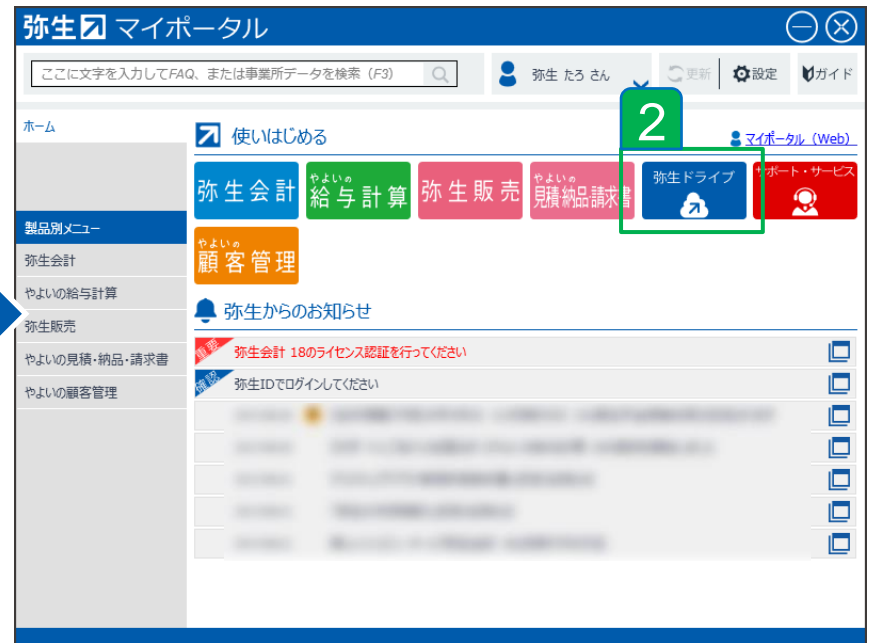 弥生 マイポータル
ここに文字を入力してFAQ、または事業所データを検索（F3）
弥生 たろ さん
更新
設定
ガイド
2
ホーム
使いはじめる
マイポータル（Web）
弥生会計
やよいの
給与計算
弥生販売
やよいの
見積納品請求書
弥生ドライブ
サポート・サービス
やよいの
顧客管理
製品別メニュー
弥生会計
やよいの給与計算
弥生販売
やよいの見積・納品・請求書
やよいの顧客管理
弥生からのお知らせ
重要
弥生会計 18のライセンス認証を行ってください
確認
弥生IDでログインしてください